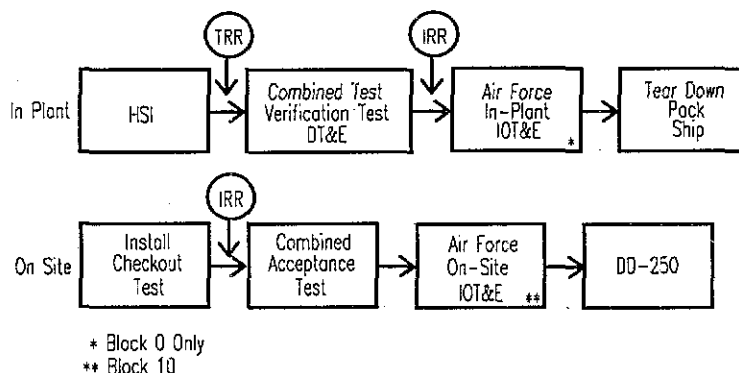 TRR
IRR
In Plant
HSI
Combined Test
Verification Test
DT&E
Air Force
In-Plant
IOT&E *
Tear Down
Pack
Ship
IRR
On Site
Install
Checkout
Test
Combined
Acceptance
Test
Air Force
On-Site
IOT&E **
DD-250
* Block 0 Only
** Block 10